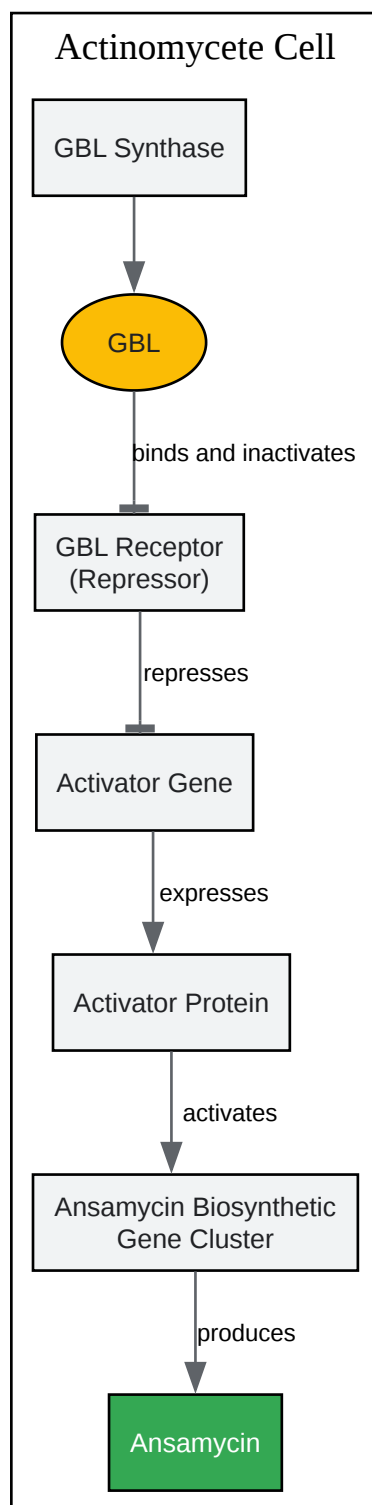 Actinomycete Cell
GBL Synthase
GBL
binds and inactivates
GBL Receptor
(Repressor)
represses
Activator Gene
expresses
Activator Protein
activates
Ansamycin Biosynthetic
Gene Cluster
produces
Ansamycin